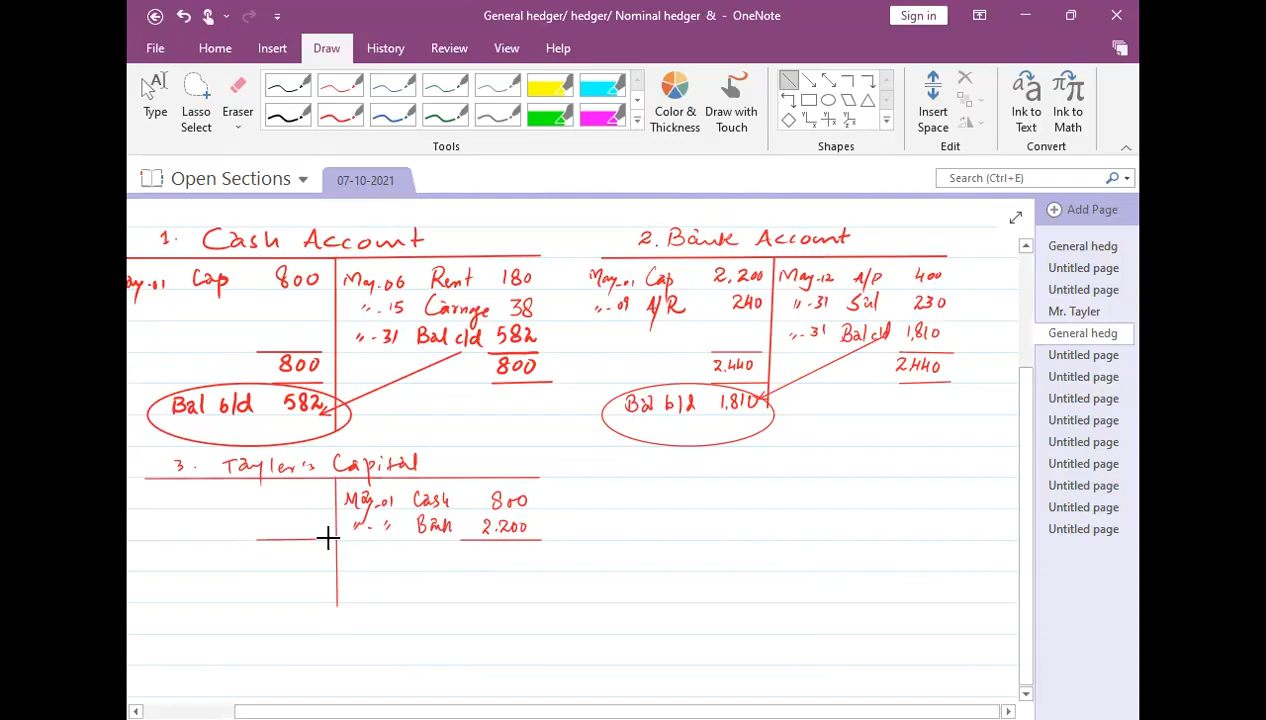 General hedger/ hedger/ Nominal hedger & - OneNote
Sign in
File Home Insert Draw History Review View Help
Type
Lasso Select
Eraser
Color & Thickness
Draw with Touch
Insert Space
Ink to Text
Ink to Math
Tools Shapes Edit Convert
Open Sections 07-10-2021 Search (Ctrl+E)
Add Page
General hedg
Untitled page
Untitled page
Mr. Tayler
General hedg
Untitled page
Untitled page
Untitled page
Untitled page
Untitled page
Untitled page
Untitled page
Untitled page
Untitled page
1. Cash Account
ay-01 Cap 800 May-06 Rent 180
"-15 Carriage 38
"-31 Bal c/d 582
800 800
Bal b/d 582
2. Bank Account
May-01 Cap 2,200 May-12 A/P 400
"-09 A/R 240 "-31 Sal 230
"-31 Bal c/d 1,810
2.440 2440
Bal b/d 1,810
3. Tayler's Capital
May-01 Cash 800
"-" Bank 2.200